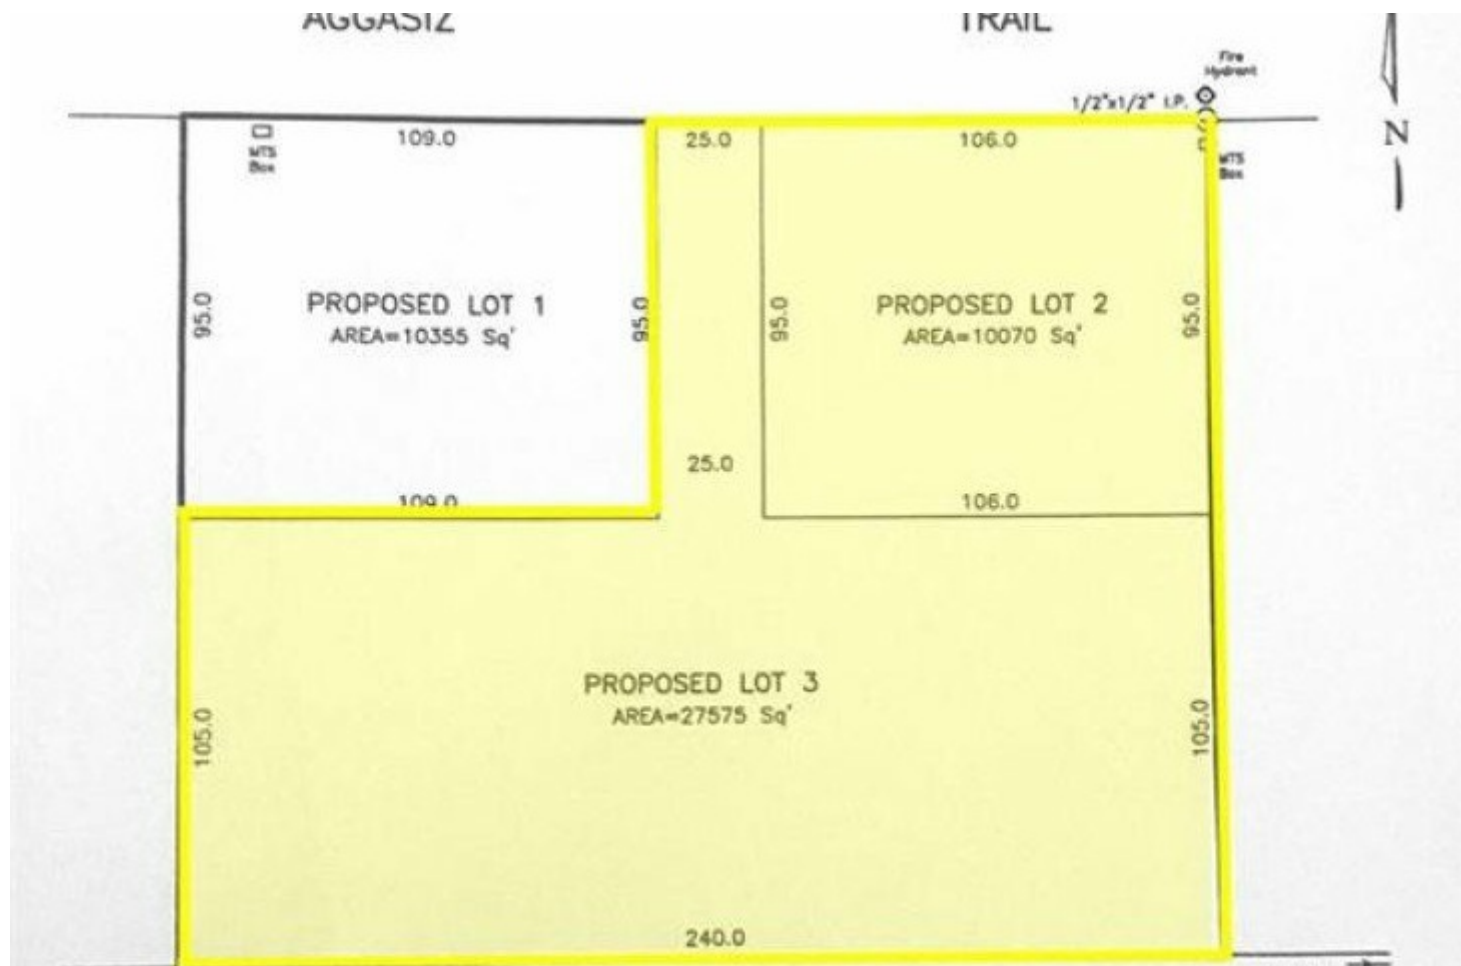 AGGASIZ TRAIL
Fire
Hydrant
1/2"x1/2" I.P.
N
109.0 25.0 106.0
MTS
Box
MTS
Box
95.0 95.0 95.0 95.0
PROPOSED LOT 1
AREA=10355 Sq'
PROPOSED LOT 2
AREA=10070 Sq'
25.0
109.0 106.0
PROPOSED LOT 3
AREA=27575 Sq'
105.0 105.0
240.0